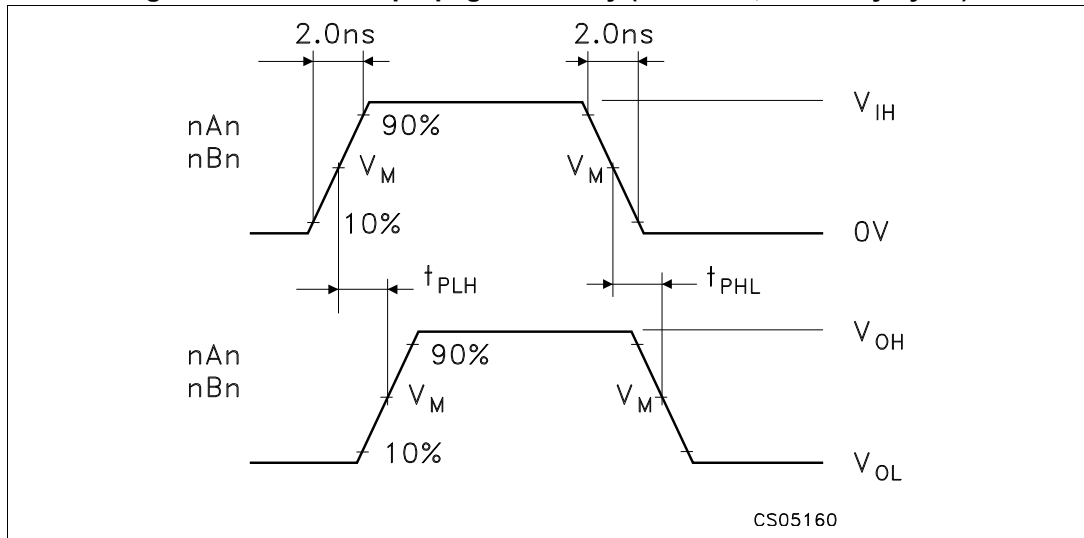 2.0ns 2.0ns
V_IH
90%
nAn
nBn
V_M V_M
10%
0V
t_PLH t_PHL
V_OH
90%
nAn
nBn
V_M V_M
10%
V_OL
CS05160